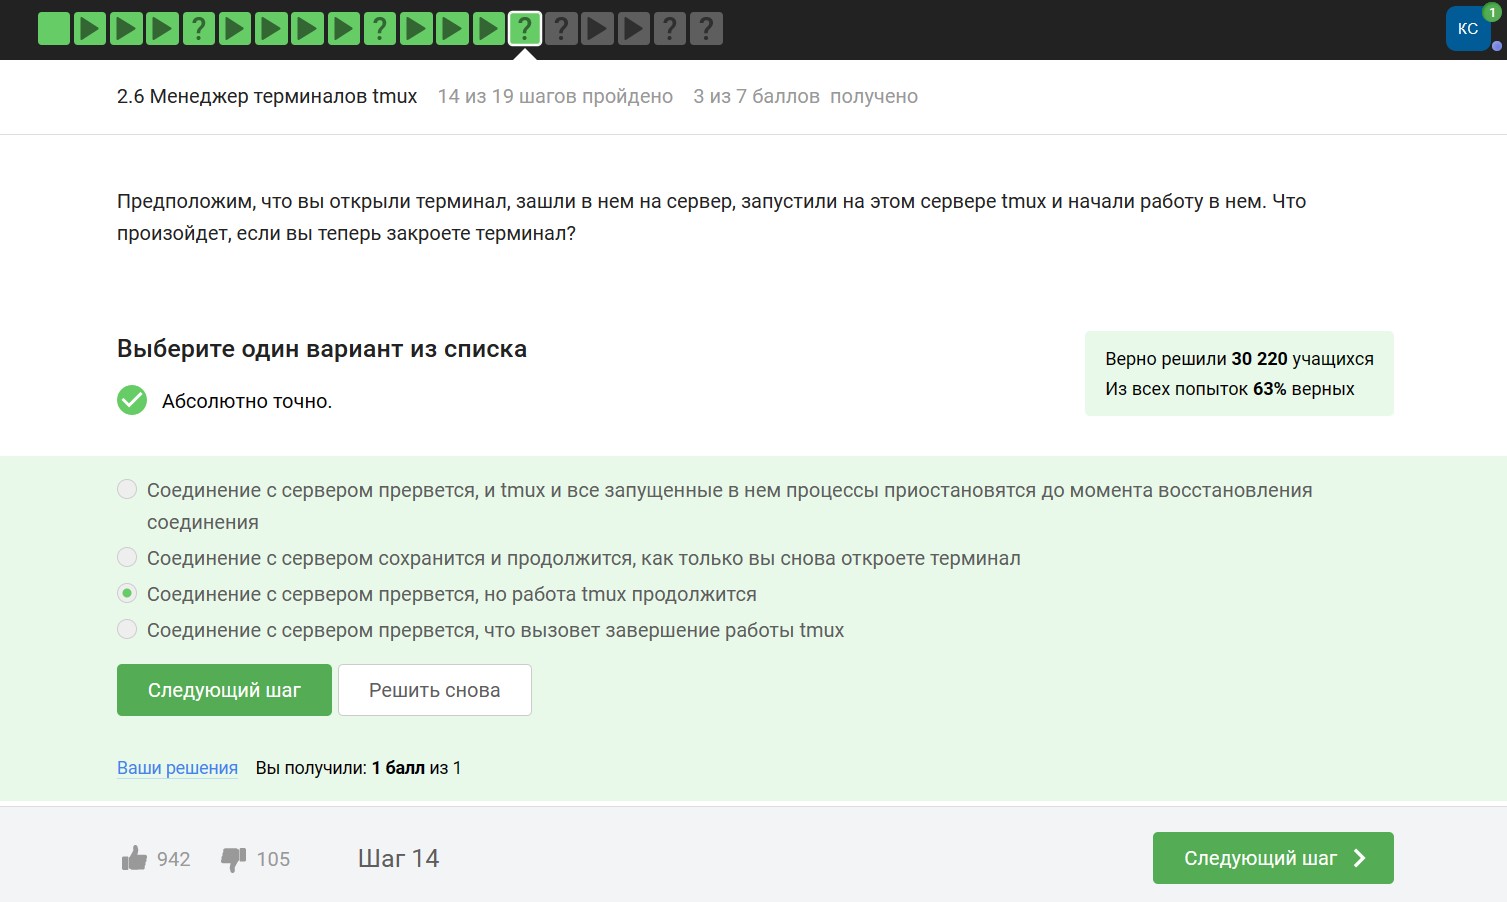 ? ? ? ? ? ?
КС 1
2.6 Менеджер терминалов tmux 14 из 19 шагов пройдено 3 из 7 баллов получено
Предположим, что вы открыли терминал, зашли в нем на сервер, запустили на этом сервере tmux и начали работу в нем. Что
произойдет, если вы теперь закроете терминал?
Выберите один вариант из списка
Абсолютно точно.
Верно решили 30 220 учащихся
Из всех попыток 63% верных
Соединение с сервером прервется, и tmux и все запущенные в нем процессы приостановятся до момента восстановления
соединения
Соединение с сервером сохранится и продолжится, как только вы снова откроете терминал
Соединение с сервером прервется, но работа tmux продолжится
Соединение с сервером прервется, что вызовет завершение работы tmux
Следующий шаг Решить снова
Ваши решения Вы получили: 1 балл из 1
942 105 Шаг 14 Следующий шаг